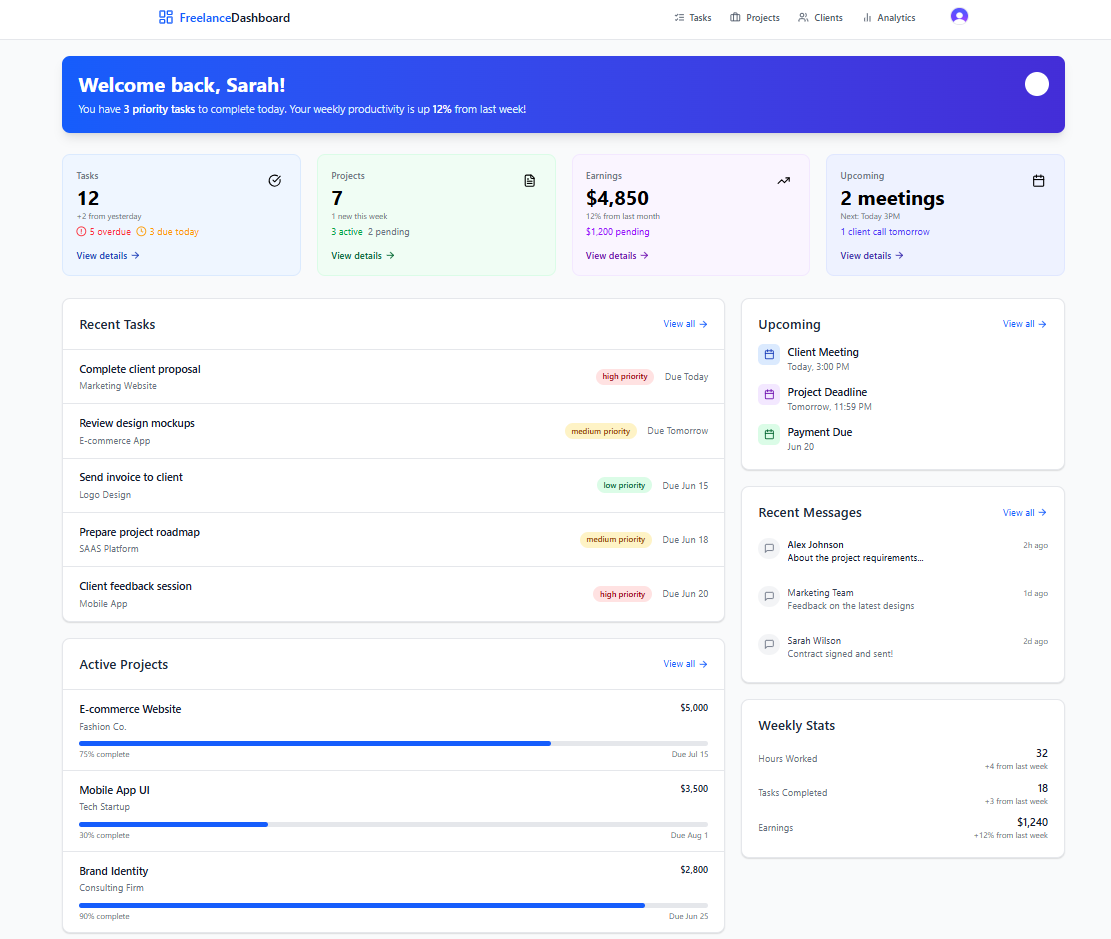 FreelanceDashboard
Tasks Projects Clients Analytics
Welcome back, Sarah!
You have 3 priority tasks to complete today. Your weekly productivity is up 12% from last week!
Tasks
12
+2 from yesterday
5 overdue 3 due today
View details →
Projects
7
1 new this week
3 active 2 pending
View details →
Earnings
$4,850
12% from last month
$1,200 pending
View details →
Upcoming
2 meetings
Next: Today 3PM
1 client call tomorrow
View details →
Recent Tasks
View all →
Complete client proposal
Marketing Website
high priority Due Today
Review design mockups
E-commerce App
medium priority Due Tomorrow
Send invoice to client
Logo Design
low priority Due Jun 15
Prepare project roadmap
SAAS Platform
medium priority Due Jun 18
Client feedback session
Mobile App
high priority Due Jun 20
Active Projects
View all →
E-commerce Website
$5,000
Fashion Co.
75% complete
Due Jul 15
Mobile App UI
$3,500
Tech Startup
30% complete
Due Aug 1
Brand Identity
$2,800
Consulting Firm
90% complete
Due Jun 25
Upcoming
View all →
Client Meeting
Today, 3:00 PM
Project Deadline
Tomorrow, 11:59 PM
Payment Due
Jun 20
Recent Messages
View all →
Alex Johnson
2h ago
About the project requirements...
Marketing Team
1d ago
Feedback on the latest designs
Sarah Wilson
2d ago
Contract signed and sent!
Weekly Stats
Hours Worked
32
+4 from last week
Tasks Completed
18
+3 from last week
Earnings
$1,240
+12% from last week